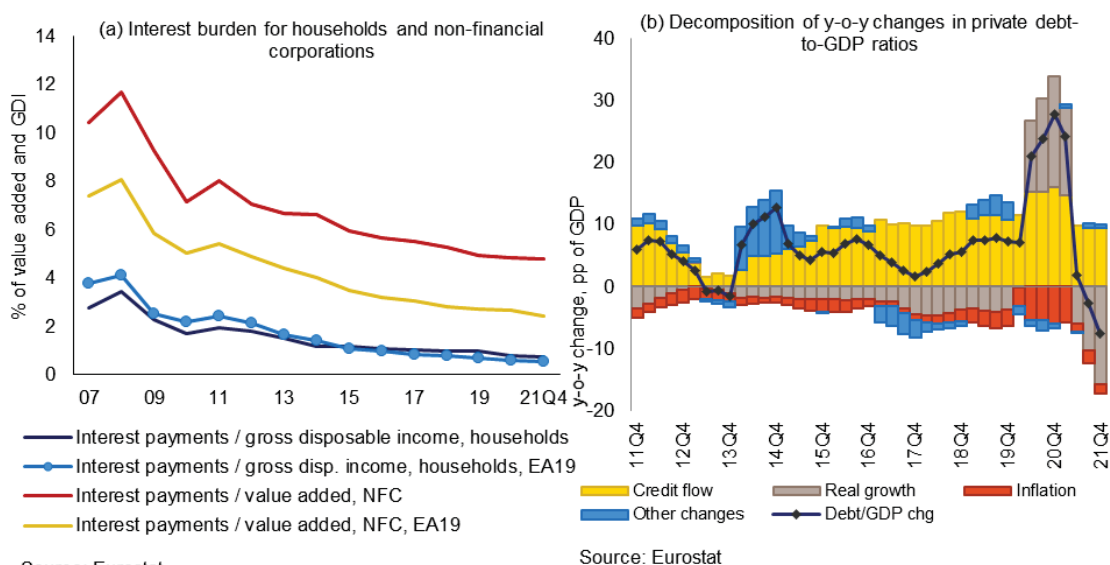 (a) Interest burden for households and non-financial
corporations
% of value added and GDI
14
12
10
8
6
4
2
0
07 09 11 13 15 17 19 21Q4
Interest payments / gross disposable income, households
Interest payments / gross disp. income, households, EA19
Interest payments / value added, NFC
Interest payments / value added, NFC, EA19
(b) Decomposition of y-o-y changes in private debt-
to-GDP ratios
y-o-y change, pp of GDP
40
30
20
10
0
-10
-20
11Q4 12Q4 13Q4 14Q4 15Q4 16Q4 17Q4 18Q4 19Q4 20Q4 21Q4
Credit flow Real growth Inflation
Other changes Debt/GDP chg
Source: Eurostat